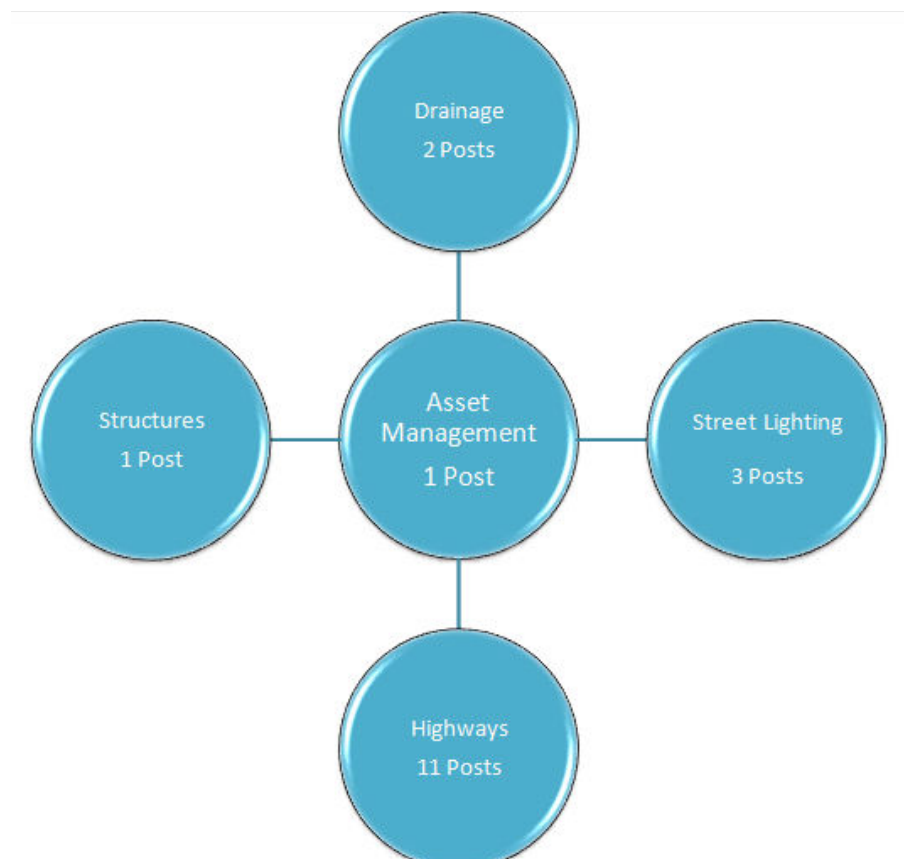 Drainage
2 Posts
Structures
1 Post
Asset
Management
1 Post
Street Lighting
3 Posts
Highways
11 Posts